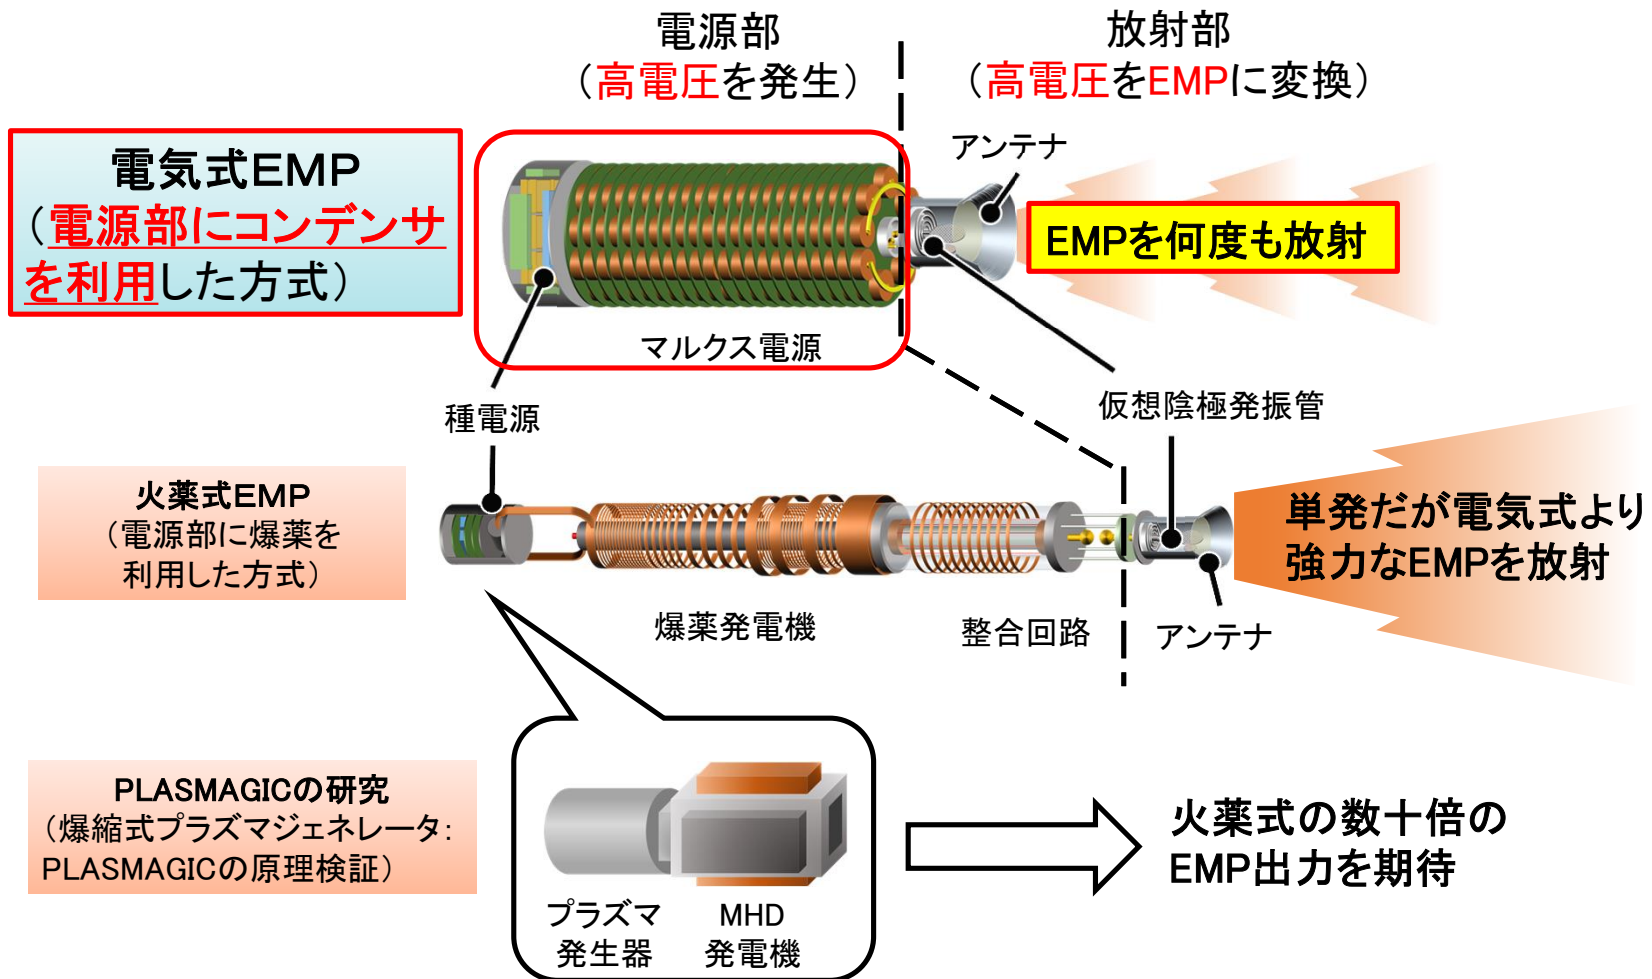 電源部
（高電圧を発生）
放射部
（高電圧をEMPに変換）
電気式EMP
（電源部にコンデンサ
を利用した方式）
アンテナ
EMPを何度も放射
マルクス電源
種電源
仮想陰極発振管
火薬式EMP
（電源部に爆薬を
利用した方式）
単発だが電気式より
強力なEMPを放射
爆薬発電機
整合回路
アンテナ
PLASMAGICの研究
（爆縮式プラズマジェネレータ：
PLASMAGICの原理検証）
プラズマ
発生器
MHD
発電機
火薬式の数十倍の
EMP出力を期待